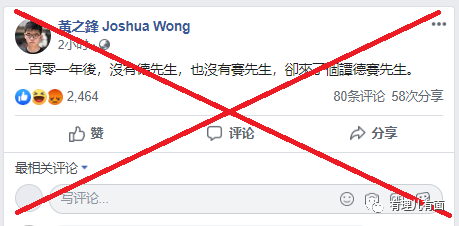 黃之鋒 Joshua Wong
2小时 ·
一百零一年後，沒有德先生，也沒有賽先生，卻來了個譚德賽先生。
2,464
80条评论 58次分享
赞 评论 分享
最相关评论
写评论...
有理儿有面